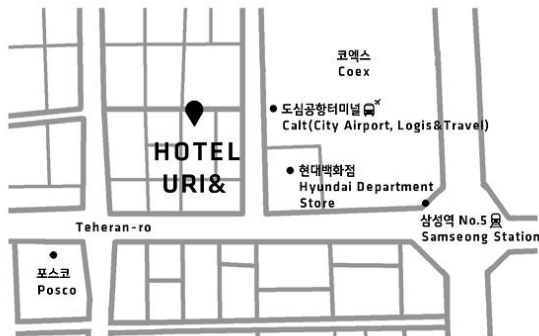 코엑스
Coex
도심공항터미널
Calt(City Airport, Logis&Travel)
HOTEL
URI&
현대백화점
Hyundai Department
Store
삼성역 No.5
Samseong Station
Teheran-ro
포스코
Posco